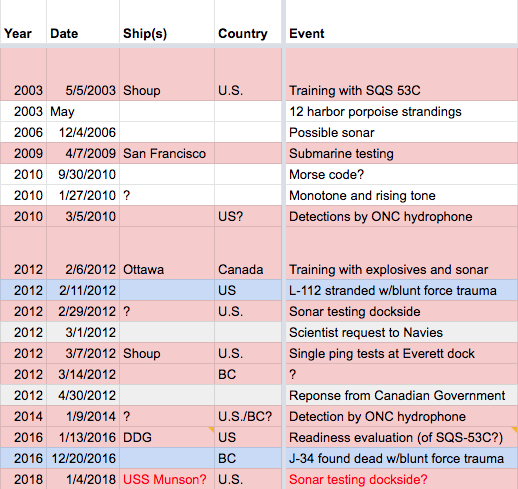 Year Date Ship(s) Country Event
2003 5/5/2003 Shoup U.S. Training with SQS 53C
2003 May 12 harbor porpoise strandings
2006 12/4/2006 Possible sonar
2009 4/7/2009 San Francisco Submarine testing
2010 9/30/2010 Morse code?
2010 1/27/2010 ? Monotone and rising tone
2010 3/5/2010 US? Detections by ONC hydrophone
2012 2/6/2012 Ottawa Canada Training with explosives and sonar
2012 2/11/2012 US L-112 stranded w/blunt force trauma
2012 2/29/2012 ? U.S. Sonar testing dockside
2012 3/1/2012 Scientist request to Navies
2012 3/7/2012 Shoup U.S. Single ping tests at Everett dock
2012 3/14/2012 BC ?
2012 4/30/2012 Reponse from Canadian Government
2014 1/9/2014 ? U.S./BC? Detection by ONC hydrophone
2016 1/13/2016 DDG US Readiness evaluation (of SQS-53C?)
2016 12/20/2016 BC J-34 found dead w/blunt force trauma
2018 1/4/2018 USS Munson? U.S. Sonar testing dockside?